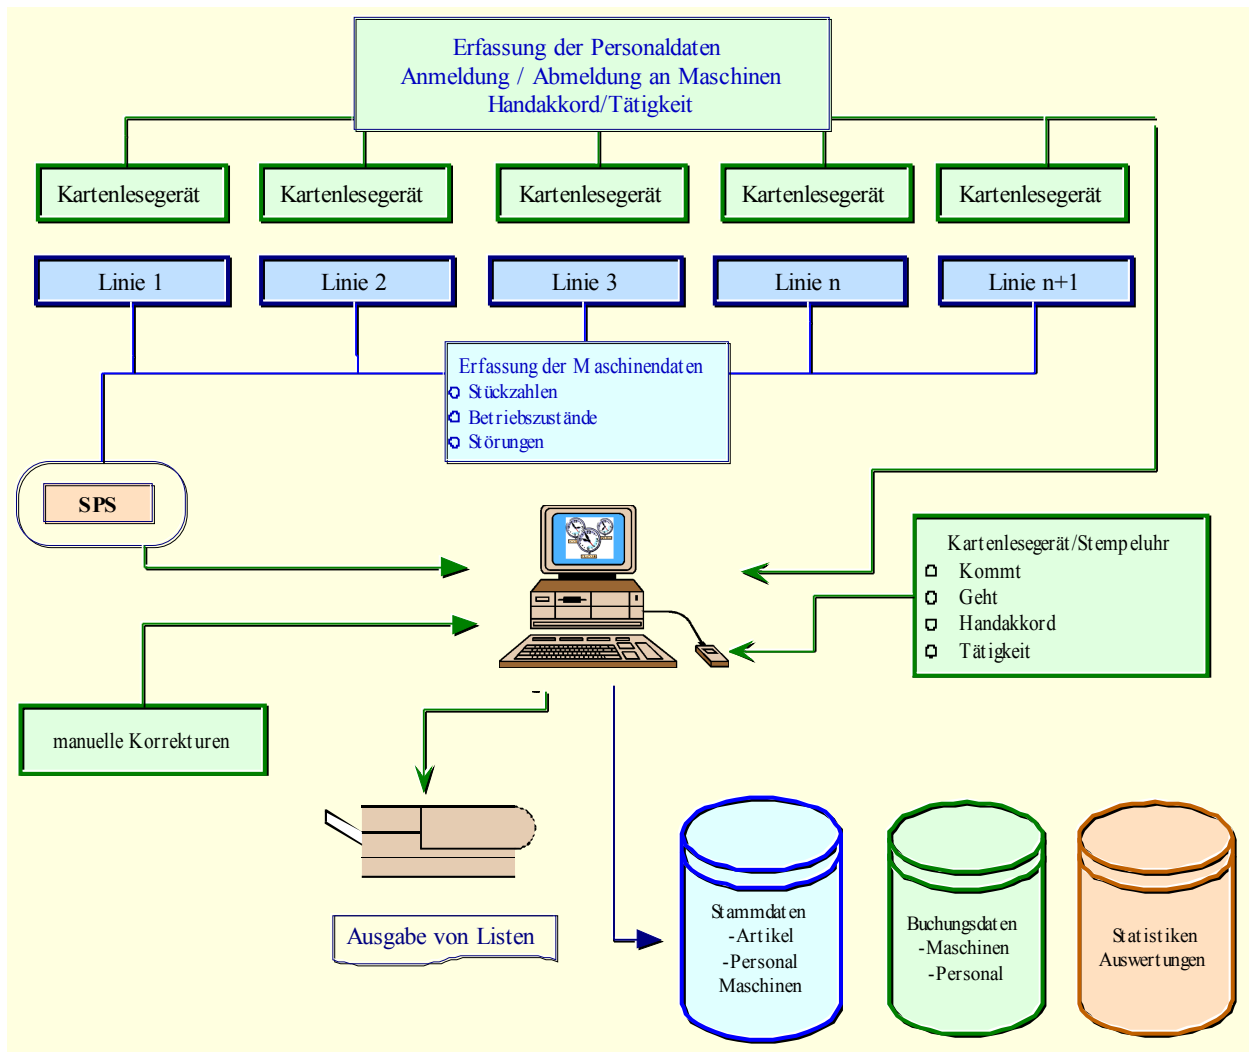 Erfassung der Personaldaten
Anmeldung / Abmeldung an Maschinen
Handakkord/Tätigkeit
Kartenlesegerät
Kartenlesegerät
Kartenlesegerät
Kartenlesegerät
Kartenlesegerät
Linie 1
Linie 2
Linie 3
Linie n
Linie n+1
Erfassung der Maschinendaten
Stückzahlen
Betriebszustände
Störungen
SPS
Kartenlesegerät/Stempeluhr
Kommt
Geht
Handakkord
Tätigkeit
manuelle Korrekturen
Ausgabe von Listen
Stammdaten
-Artikel
-Personal
Maschinen
Buchungsdaten
-Maschinen
-Personal
Statistiken
Auswertungen